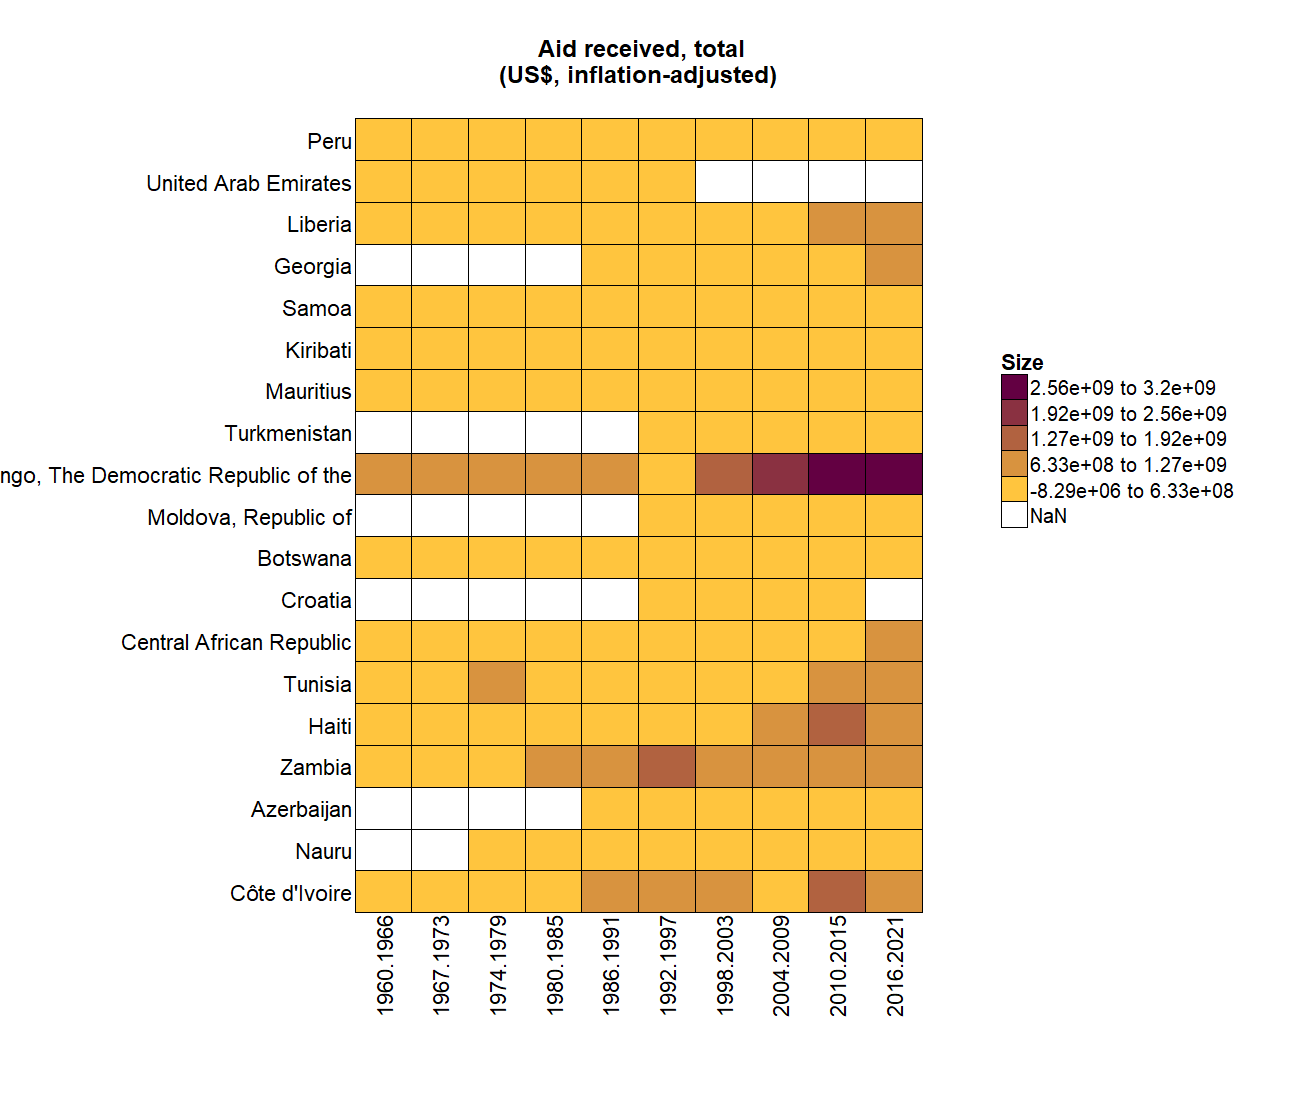 Aid received, total
(US$, inflation-adjusted)
Peru
United Arab Emirates
Liberia
Georgia
Samoa
Kiribati
Mauritius
Turkmenistan
ngo, The Democratic Republic of the
Moldova, Republic of
Botswana
Croatia
Central African Republic
Tunisia
Haiti
Zambia
Azerbaijan
Nauru
Côte d'Ivoire
1960.1966
1967.1973
1974.1979
1980.1985
1986.1991
1992.1997
1998.2003
2004.2009
2010.2015
2016.2021
Size
2.56e+09 to 3.2e+09
1.92e+09 to 2.56e+09
1.27e+09 to 1.92e+09
6.33e+08 to 1.27e+09
-8.29e+06 to 6.33e+08
NaN